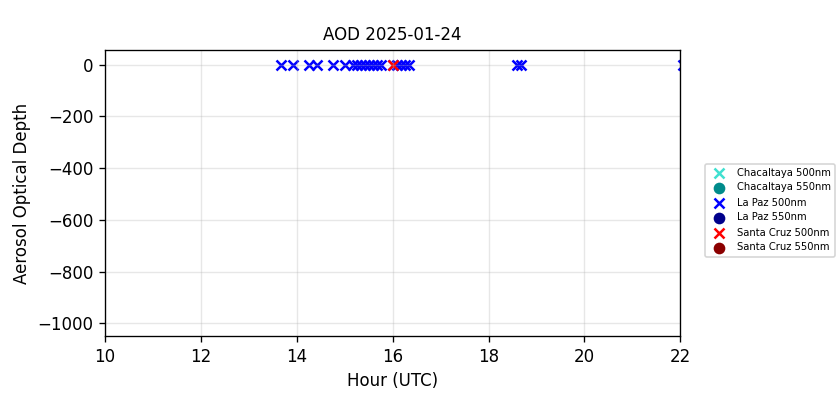 AOD 2025-01-24
Aerosol Optical Depth
0
−200
−400
−600
−800
−1000
10 12 14 16 18 20 22
Hour (UTC)
Chacaltaya 500nm
Chacaltaya 550nm
La Paz 500nm
La Paz 550nm
Santa Cruz 500nm
Santa Cruz 550nm